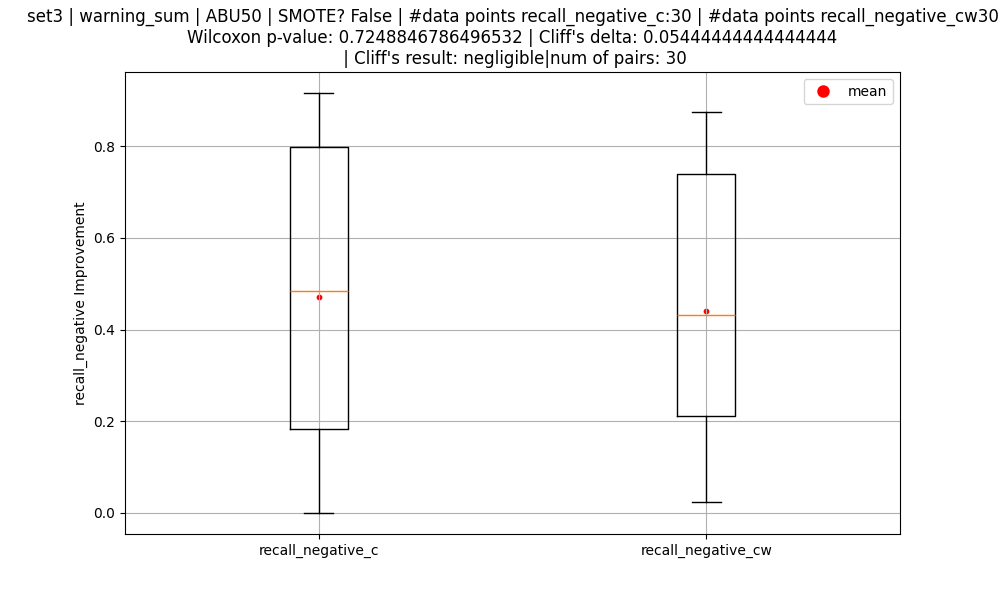 set3 | warning_sum | ABU50 | SMOTE? False | #data points recall_negative_c:30 | #data points recall_negative_cw30
Wilcoxon p-value: 0.7248846786496532 | Cliff's delta: 0.05444444444444444
| Cliff's result: negligible|num of pairs: 30
mean
0.8
0.6
0.4
0.2
0.0
recall_negative Improvement
recall_negative_c
recall_negative_cw